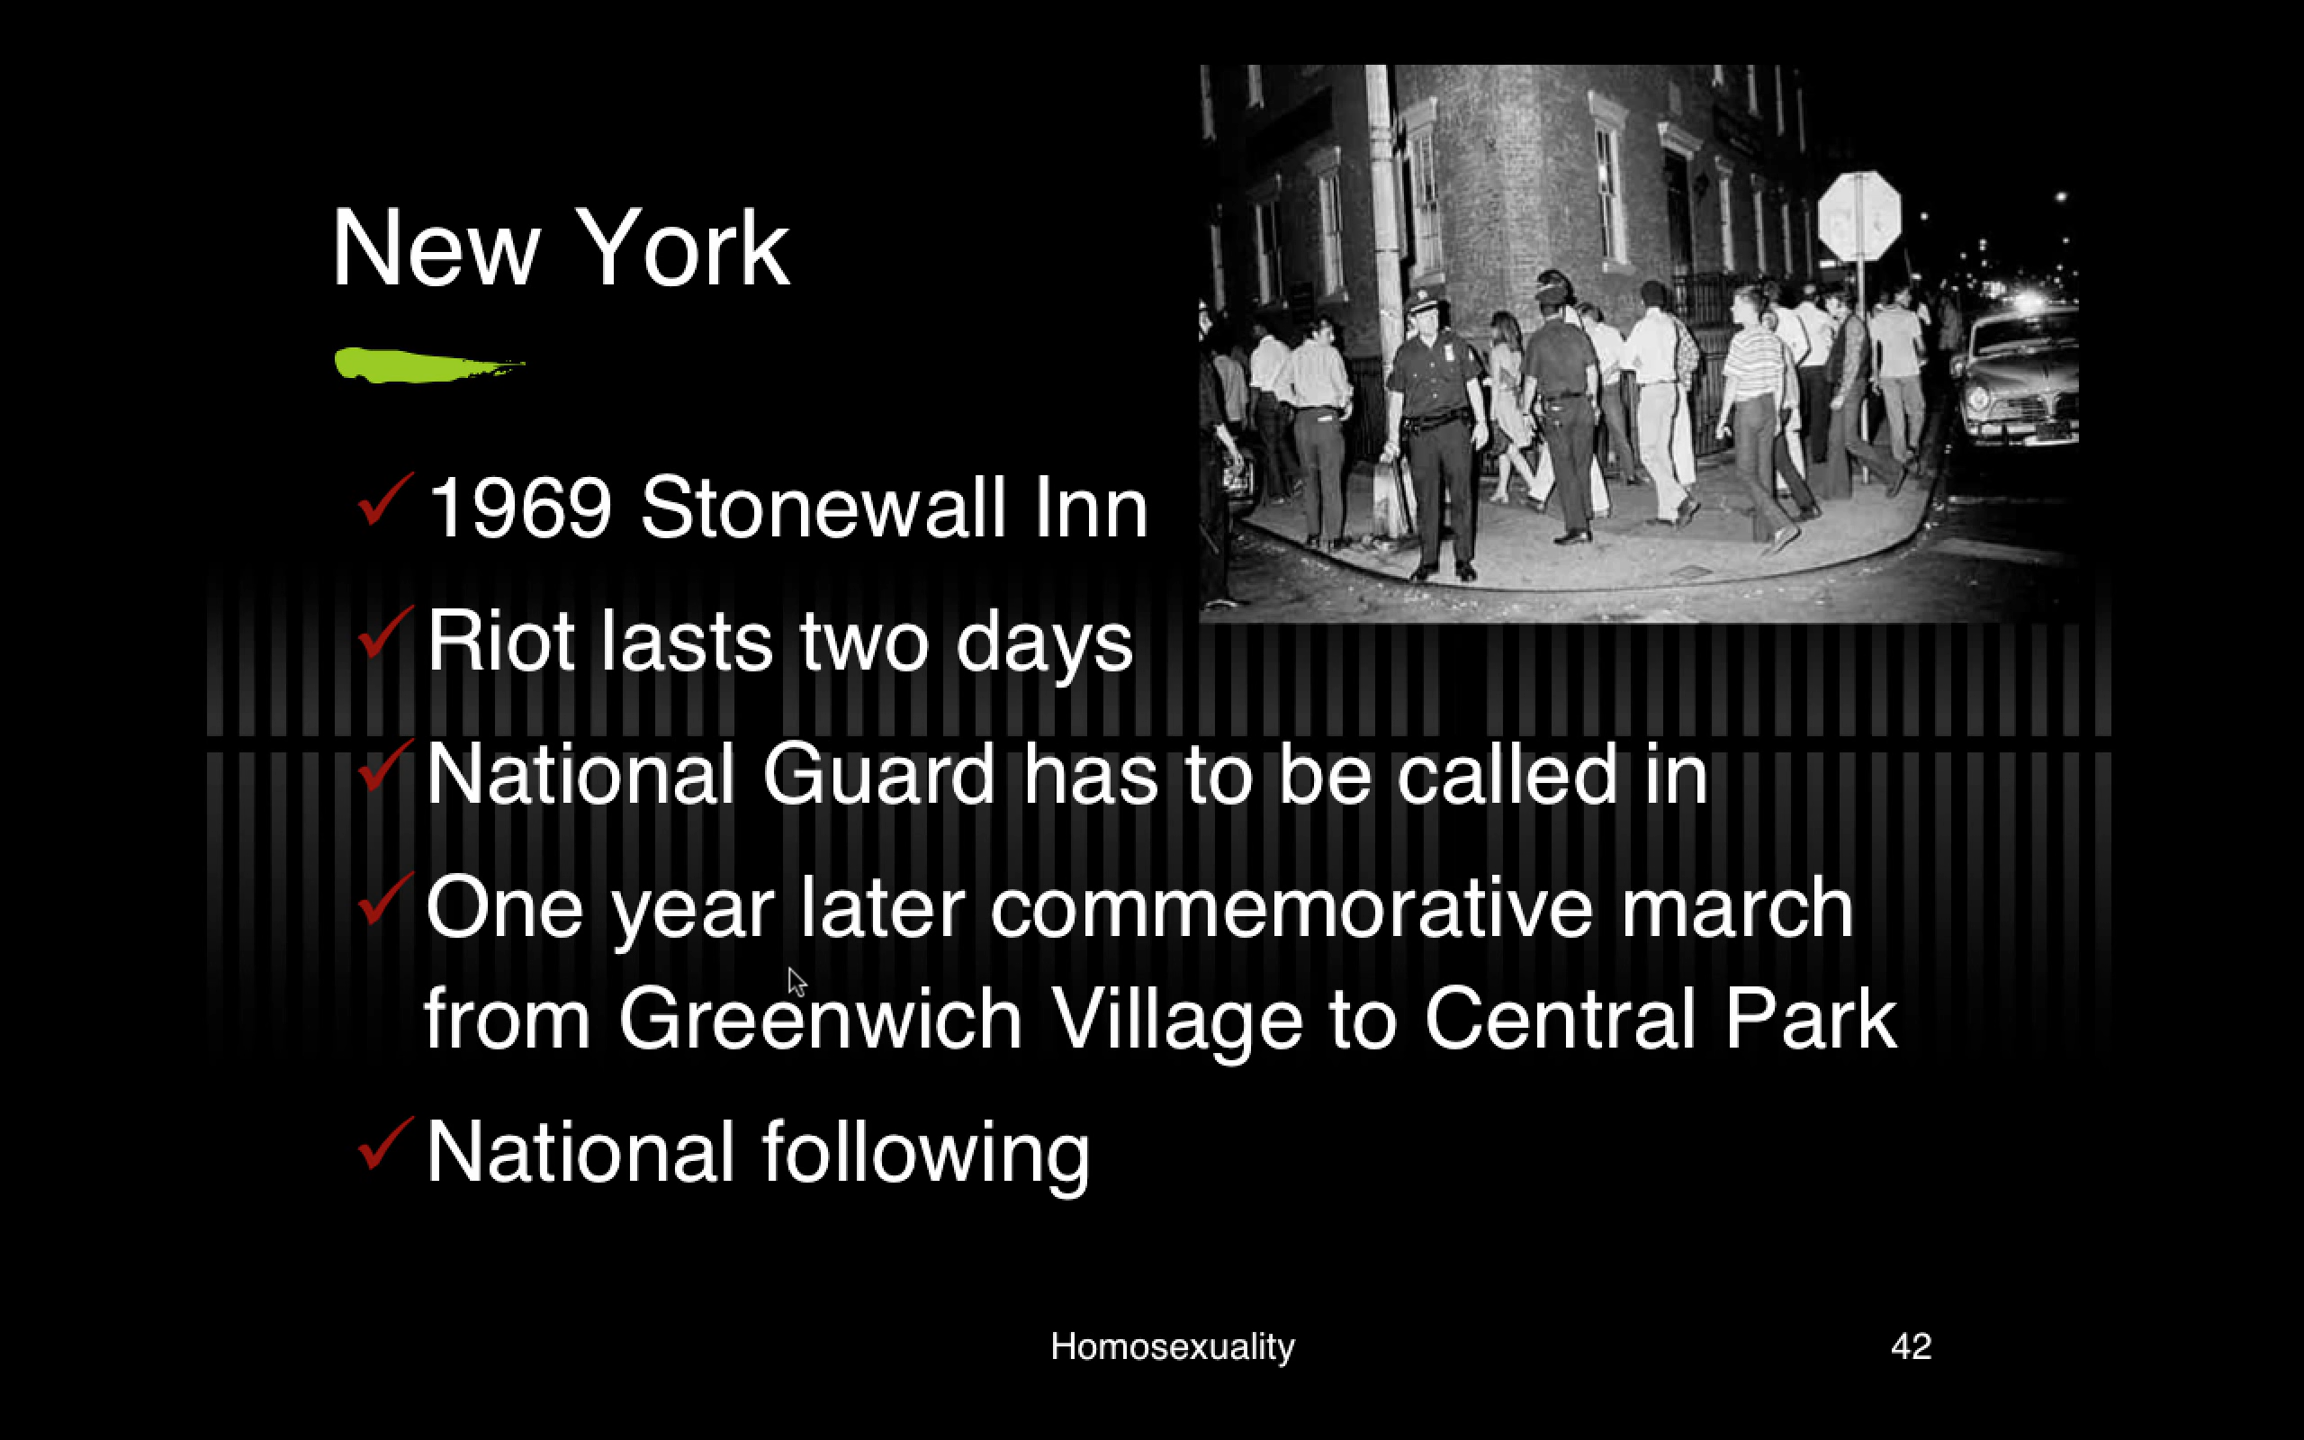 New York
1969 Stonewall Inn
Riot lasts two days
National Guard has to be called in
One year later commemorative march
from Greenwich Village to Central Park
National following
Homosexuality
42